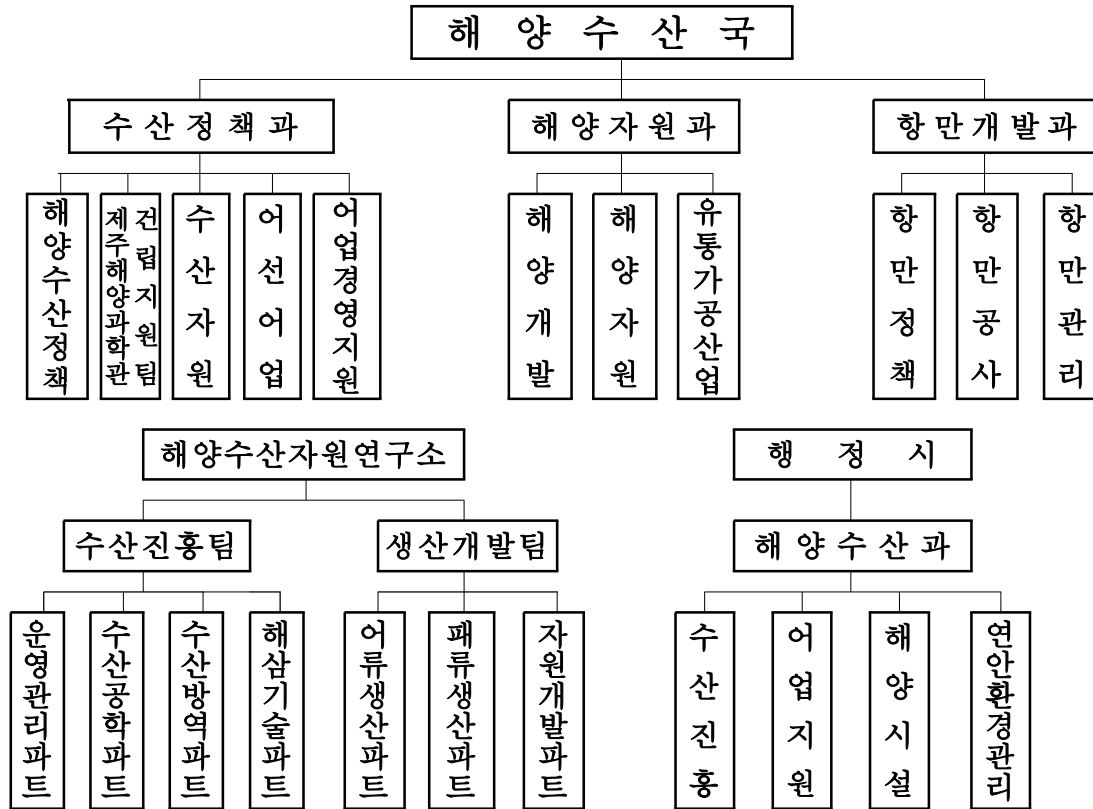 해양수산국
수산정책과
해양자원과
항만개발과
해양수산정책
제주해양과학관
건립지원팀
수산자원
어선어업
어업경영지원
해양개발
해양자원
유통가공산업
항만정책
항만공사
항만관리
해양수산자원연구소
행정시
수산진흥팀
생산개발팀
해양수산과
운영관리파트
수산공학파트
수산방역파트
해삼기술파트
어류생산파트
패류생산파트
자원개발파트
수산진흥
어업지원
해양시설
연안환경관리